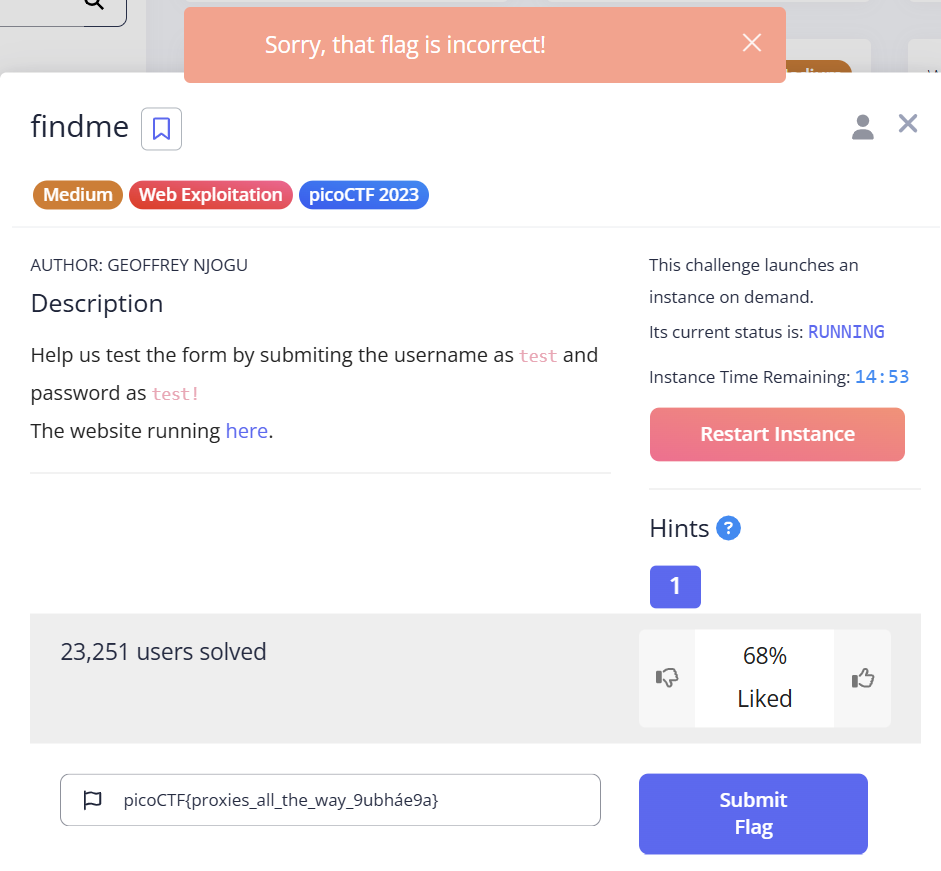 Sorry, that flag is incorrect!
findme
Medium Web Exploitation picoCTF 2023
AUTHOR: GEOFFREY NJOGU
Description
Help us test the form by submiting the username as test and
password as test!
The website running here.
This challenge launches an
instance on demand.
Its current status is: RUNNING
Instance Time Remaining: 14:53
Restart Instance
Hints ?
1
23,251 users solved
68%
Liked
picoCTF{proxies_all_the_way_9ubháe9a}
Submit
Flag